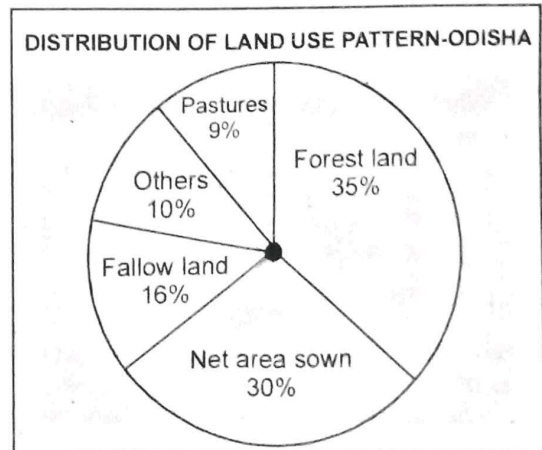 DISTRIBUTION OF LAND USE PATTERN-ODISHA
Pastures
9%
Forest land
35%
Others
10%
Fallow land
16%
Net area sown
30%